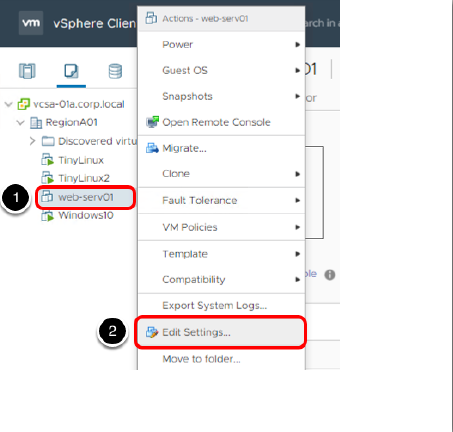 vm vSphere Clien
Actions - web-serv01
arch in a
Power
Guest OS
01
Snapshots
or
vcsa-01a.corp.local
Open Remote Console
RegionA01
Discovered virtu
Migrate...
TinyLinux
TinyLinux2
Clone
1
web-serv01
Fault Tolerance
Windows10
VM Policies
Template
Compatibility
ole
Export System Logs...
2
Edit Settings...
Move to folder...